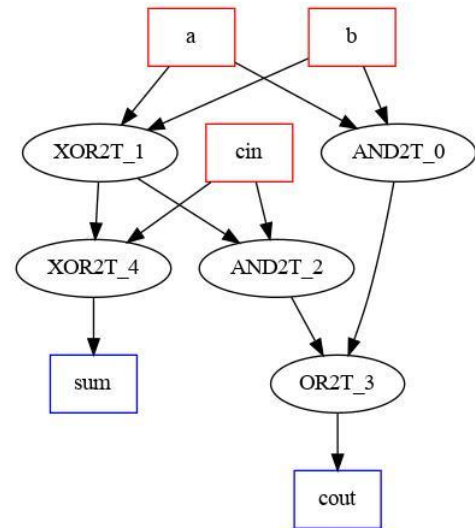 a
b
XOR2T_1
cin
AND2T_0
XOR2T_4
AND2T_2
sum
OR2T_3
cout